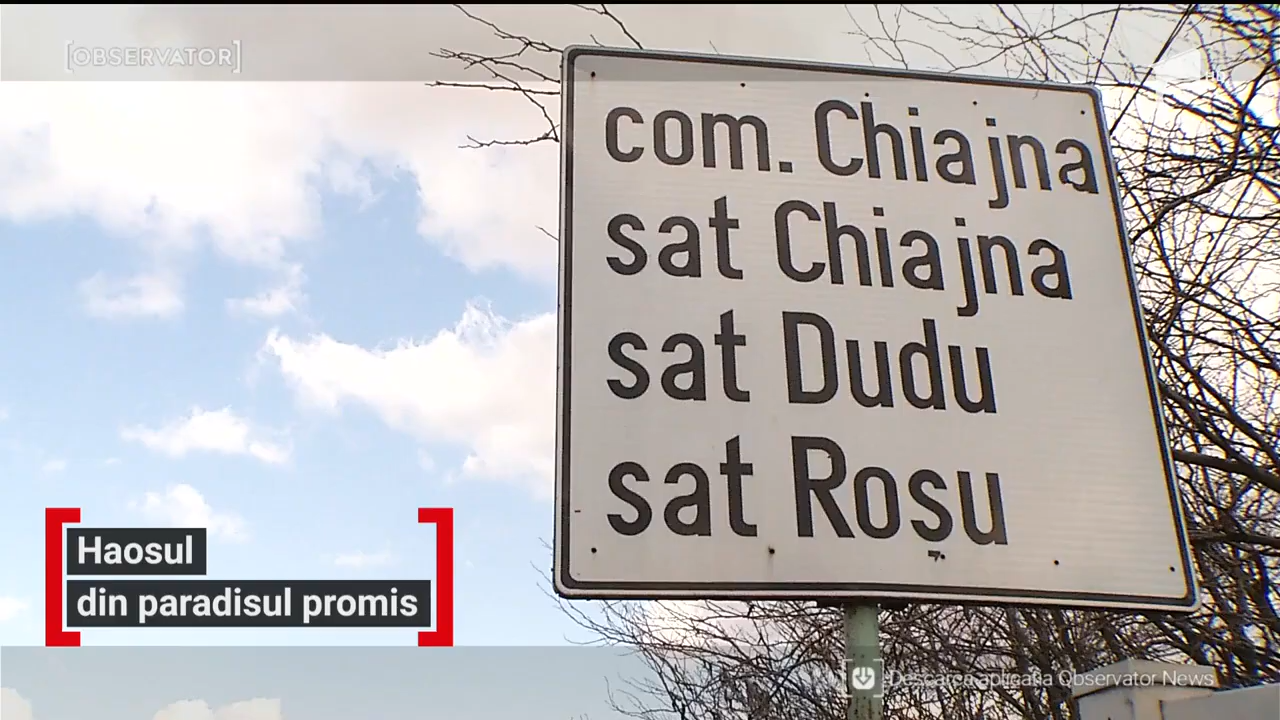 [OBSERVATOR]
com. Chiajna
sat Chiajna
sat Dudu
sat Roșu
Haosul
din paradisul promis
Descarcă aplicația Observator News